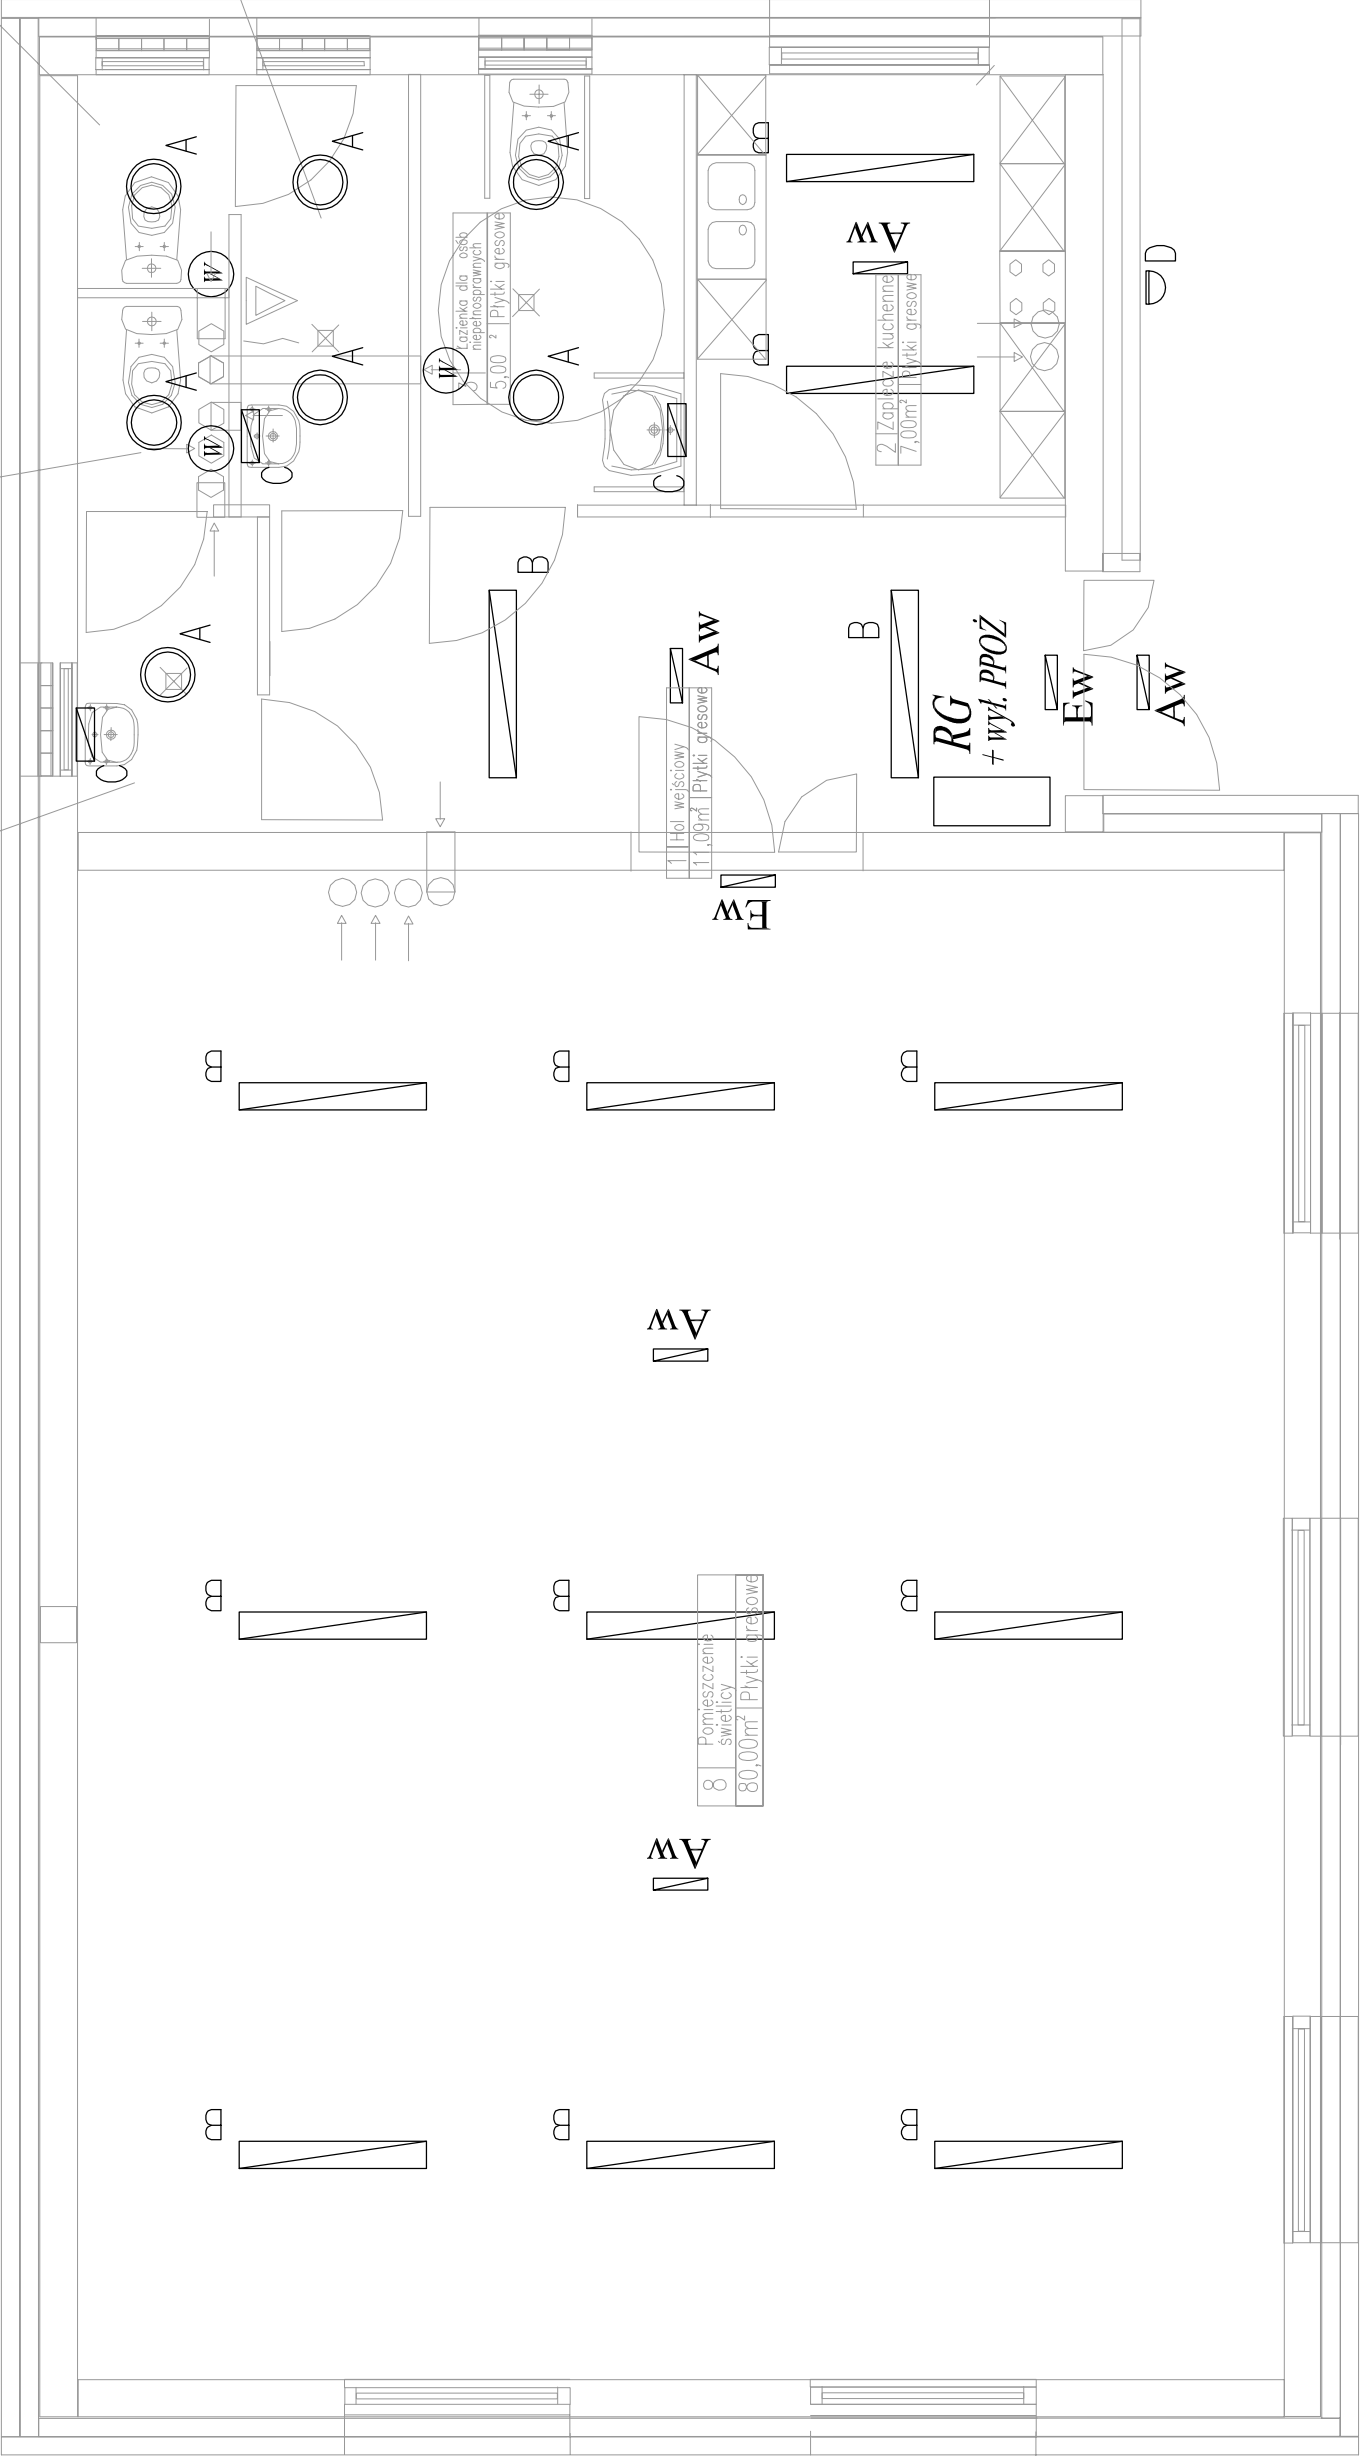 A
A
A
B
Aw
D
W
3
Łazienka dla osób
niepełnosprawnych
5,00 ²
Płytki gresowe
A
A
A
W
W
B
2
Zaplecze kuchenne
7,00m²
Płytki gresowe
C
C
B
A
Aw
B
RG
+ wył. PPOŻ
Ew
Aw
C
1
Hol wejściowy
11,09m²
Płytki gresowe
Ew
B
B
B
Aw
B
B
B
8
Pomieszczenie
świetlicy
80,00m²
Płytki gresowe
Aw
B
B
B